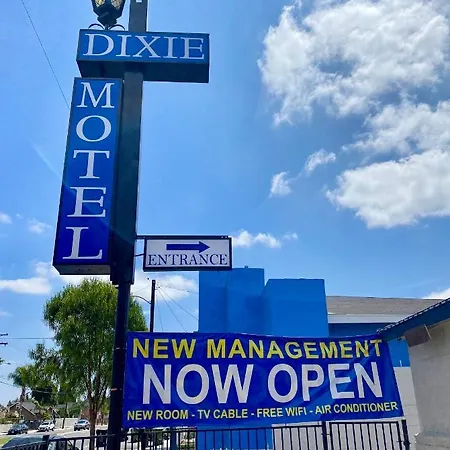 DIXIE
MOTEL
ENTRANCE
NEW MANAGEMENT
NOW OPEN
NEW ROOM - TV CABLE - FREE WIFI - AIR CONDITIONER